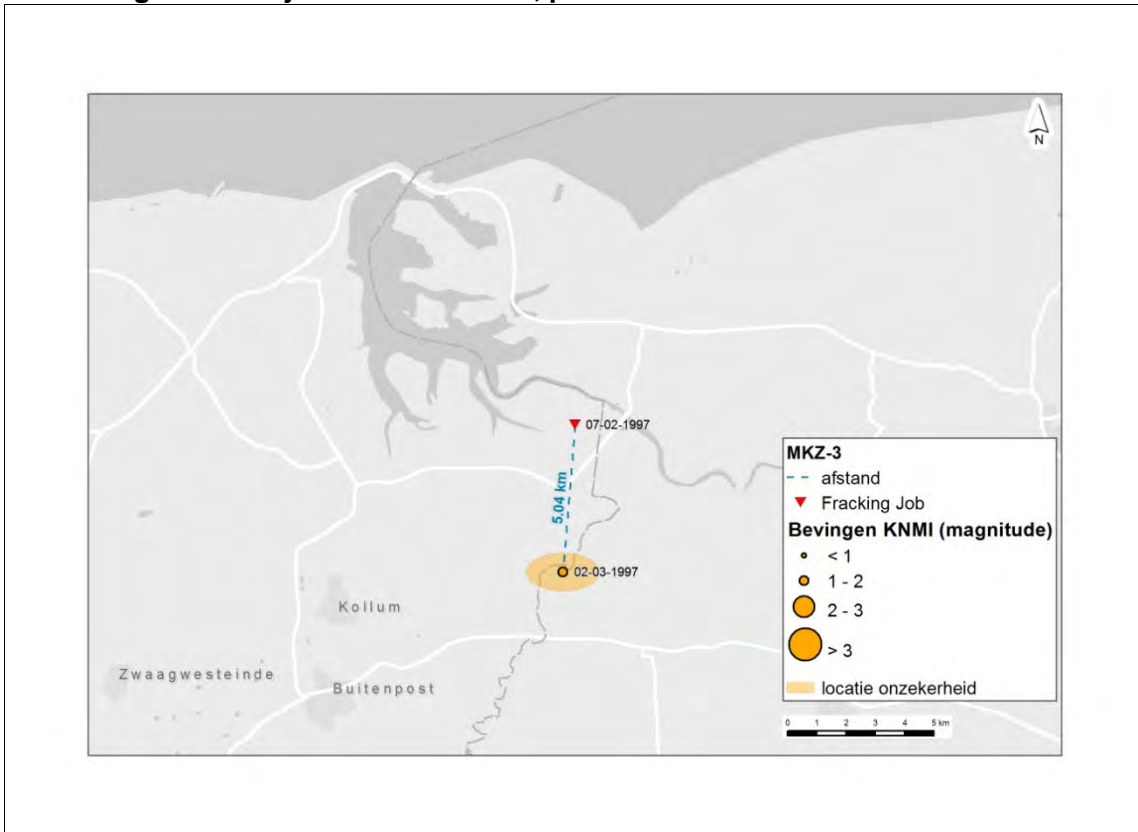 N
07-02-1997
5.04 km
02-03-1997
Kollum
Zwaagwesteinde
Buitenpost
MKZ-3
afstand
Fracking Job
Bevingen KNMI (magnitude)
< 1
1 - 2
2 - 3
> 3
locatie onzekerheid
0 1 2 3 4 5 km